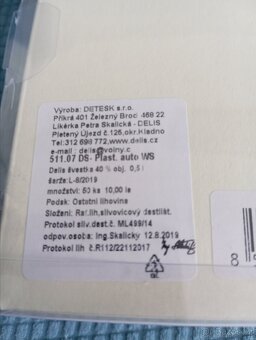 Výroba: DETESK s.r.o.
Příkrá 401 Železný Brod 468 22
Likérka Petra Skalická - DELIS
Pletený Újezd č.126,okr.Kladno
Tel:312 698 772,www.delis.cz
e-mail: delis@volny.cz
511.07 DS- Plast. auto WS
Delis švestka 40 % obj. 0,5 l
šarže:L-8/2019
množství: 60 ks 10,00 le
Podsk: Ostatní lihovina
Složení: Raf.líh,slivovicový destilát.
Protokol sliv.dest.č. ML499/14
odpov.osoba: Ing.Skalický 12.8.2019
Protokol líh č.R112/22112017
8